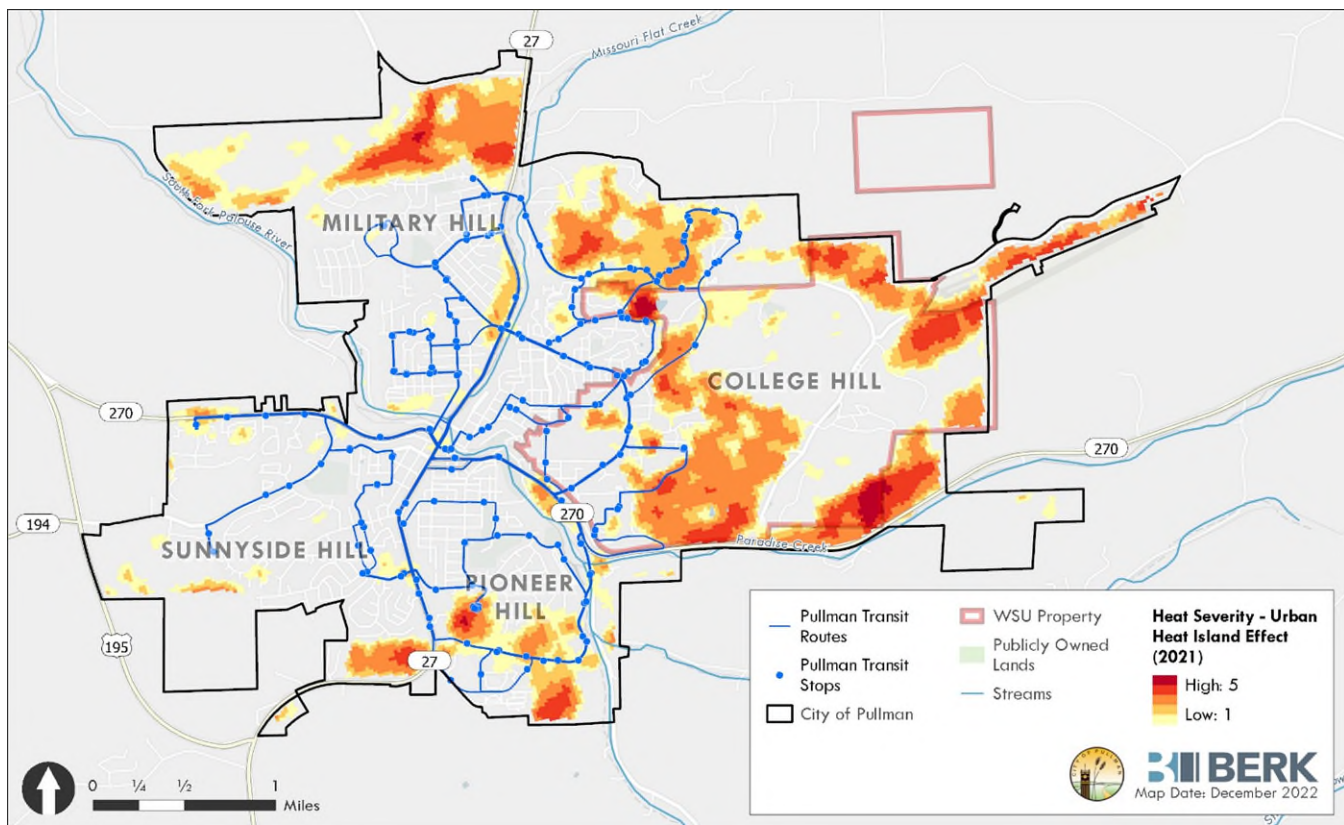 27
Missouri Flat Creek
South Fork Palouse River
MILITARY HILL
COLLEGE HILL
270
270
194
270
SUNNYSIDE HILL
Paradise Creek
PIONEER
HILL
195
27
Pullman Transit
Routes
Pullman Transit
Stops
City of Pullman
WSU Property
Publicly Owned
Lands
Streams
Heat Severity - Urban
Heat Island Effect
(2021)
High: 5
Low: 1
0 ¼ ½ 1
Miles
CITY OF PULLMAN
BERK
Map Date: December 2022